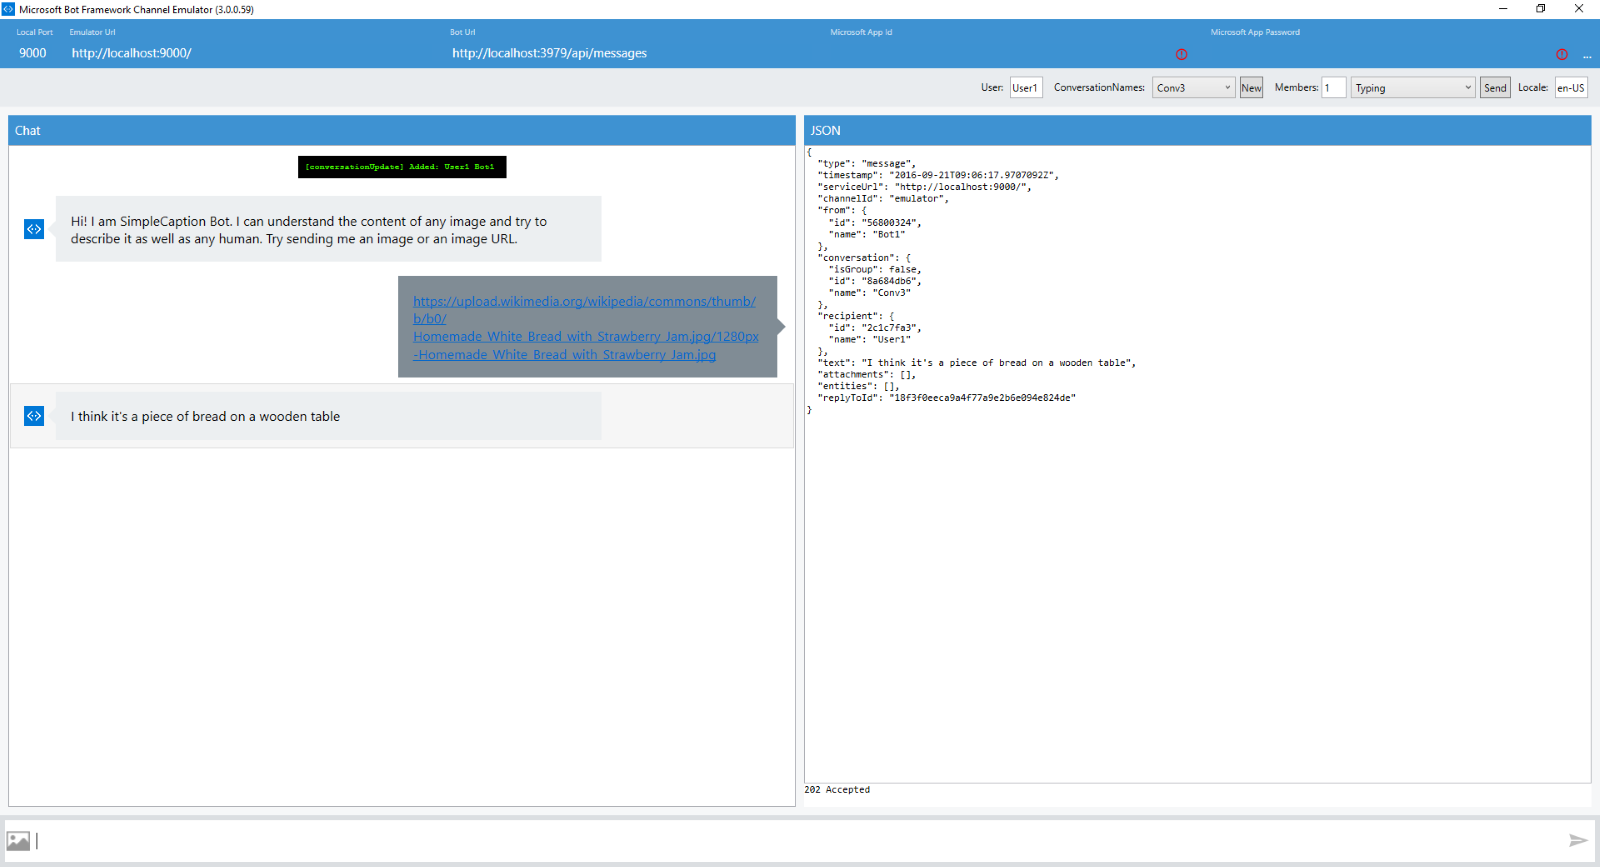 Microsoft Bot Framework Channel Emulator (3.0.0.59)
Local Port Emulator Url Bot Url Microsoft App Id Microsoft App Password
9000 http://localhost:9000/ http://localhost:3979/api/messages ...
User: User1 ConversationNames: Conv3 New Members: 1 Typing Send Locale: en-US
Chat
[conversationUpdate] Added: User1 Bot1
Hi! I am SimpleCaption Bot. I can understand the content of any image and try to
describe it as well as any human. Try sending me an image or an image URL.
https://upload.wikimedia.org/wikipedia/commons/thumb/
b/b0/
Homemade_White_Bread_with_Strawberry_Jam.jpg/1280px
-Homemade_White_Bread_with_Strawberry_Jam.jpg
I think it's a piece of bread on a wooden table
JSON
{
"type": "message",
"timestamp": "2016-09-21T09:06:17.9707092Z",
"serviceUrl": "http://localhost:9000/",
"channelId": "emulator",
"from": {
"id": "56800324",
"name": "Bot1"
},
"conversation": {
"isGroup": false,
"id": "8a684db6",
"name": "Conv3"
},
"recipient": {
"id": "2c1c7fa3",
"name": "User1"
},
"text": "I think it's a piece of bread on a wooden table",
"attachments": [],
"entities": [],
"replyToId": "18f3f0eeca9a4f77a9e2b6e094e824de"
}
202 Accepted